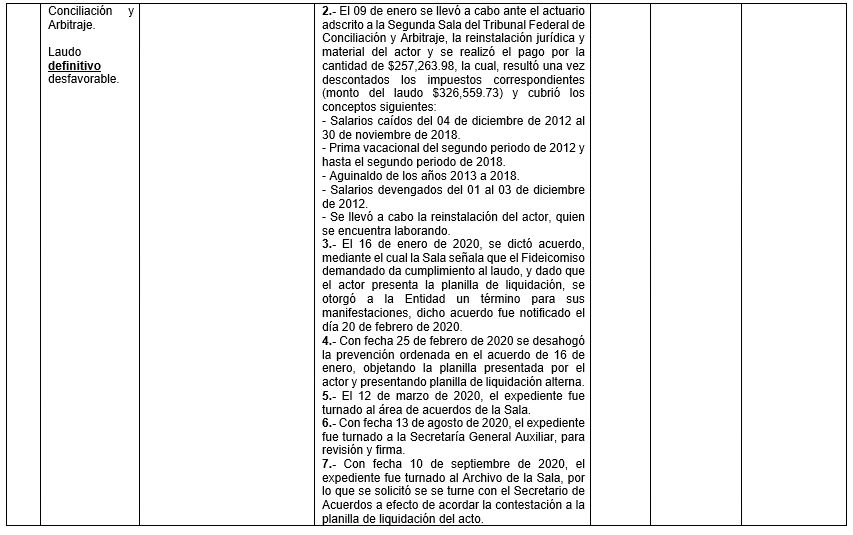 Conciliación y
Arbitraje.
Laudo
definitivo
desfavorable.
2.- El 09 de enero se llevó a cabo ante el actuario
adscrito a la Segunda Sala del Tribunal Federal de
Conciliación y Arbitraje, la reinstalación jurídica y
material del actor y se realizó el pago por la
cantidad de $257,263.98, la cual, resultó una vez
descontados los impuestos correspondientes
(monto del laudo $326,559.73) y cubrió los
conceptos siguientes:
- Salarios caídos del 04 de diciembre de 2012 al
30 de noviembre de 2018.
- Prima vacacional del segundo periodo de 2012 y
hasta el segundo periodo de 2018.
- Aguinaldo de los años 2013 a 2018.
- Salarios devengados del 01 al 03 de diciembre
de 2012.
- Se llevó a cabo la reinstalación del actor, quien
se encuentra laborando.
3.- El 16 de enero de 2020, se dictó acuerdo,
mediante el cual la Sala señala que el Fideicomiso
demandado da cumplimiento al laudo, y dado que
el actor presenta la planilla de liquidación, se
otorgó a la Entidad un término para sus
manifestaciones, dicho acuerdo fue notificado el
día 20 de febrero de 2020.
4.- Con fecha 25 de febrero de 2020 se desahogó
la prevención ordenada en el acuerdo de 16 de
enero, objetando la planilla presentada por el
actor y presentando planilla de liquidación alterna.
5.- El 12 de marzo de 2020, el expediente fue
turnado al área de acuerdos de la Sala.
6.- Con fecha 13 de agosto de 2020, el expediente
fue turnado a la Secretaría General Auxiliar, para
revisión y firma.
7.- Con fecha 10 de septiembre de 2020, el
expediente fue turnado al Archivo de la Sala, por
lo que se solicitó se se turne con el Secretario de
Acuerdos a efecto de acordar la contestación a la
planilla de liquidación del acto.